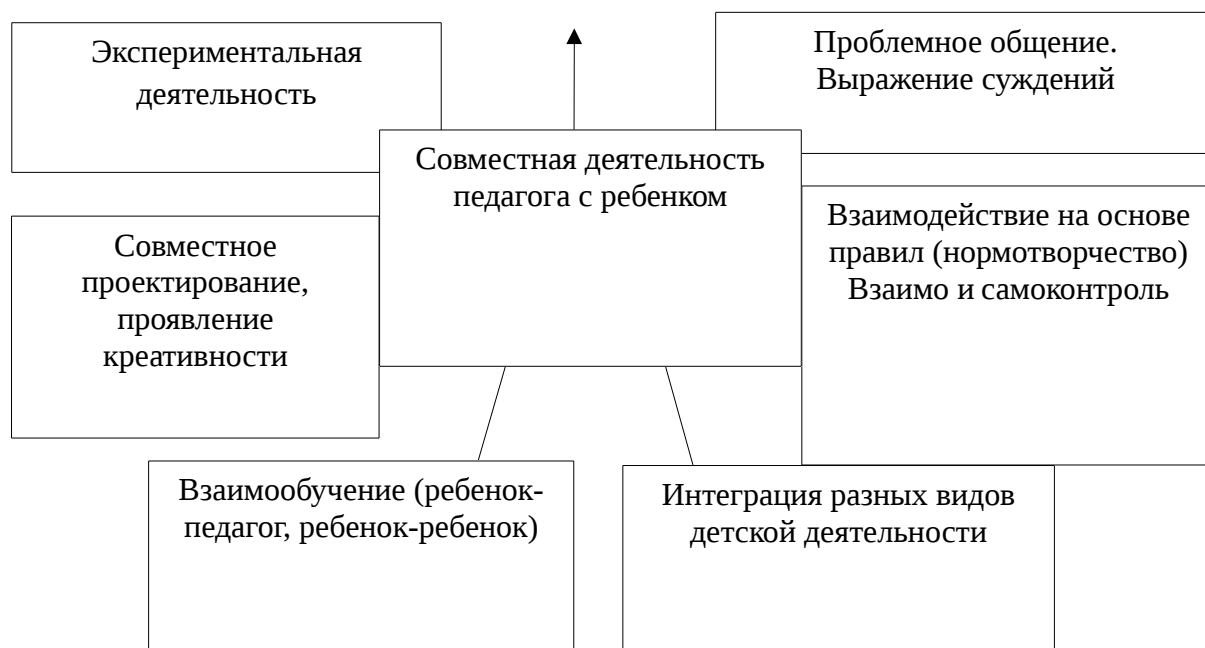 Экспериментальная
деятельность
Проблемное общение.
Выражение суждений
Совместная деятельность
педагога с ребенком
Совместное
проектирование,
проявление
креативности
Взаимодействие на основе
правил (нормотворчество)
Взаимо и самоконтроль
Взаимообучение (ребенок-
педагог, ребенок-ребенок)
Интеграция разных видов
детской деятельности